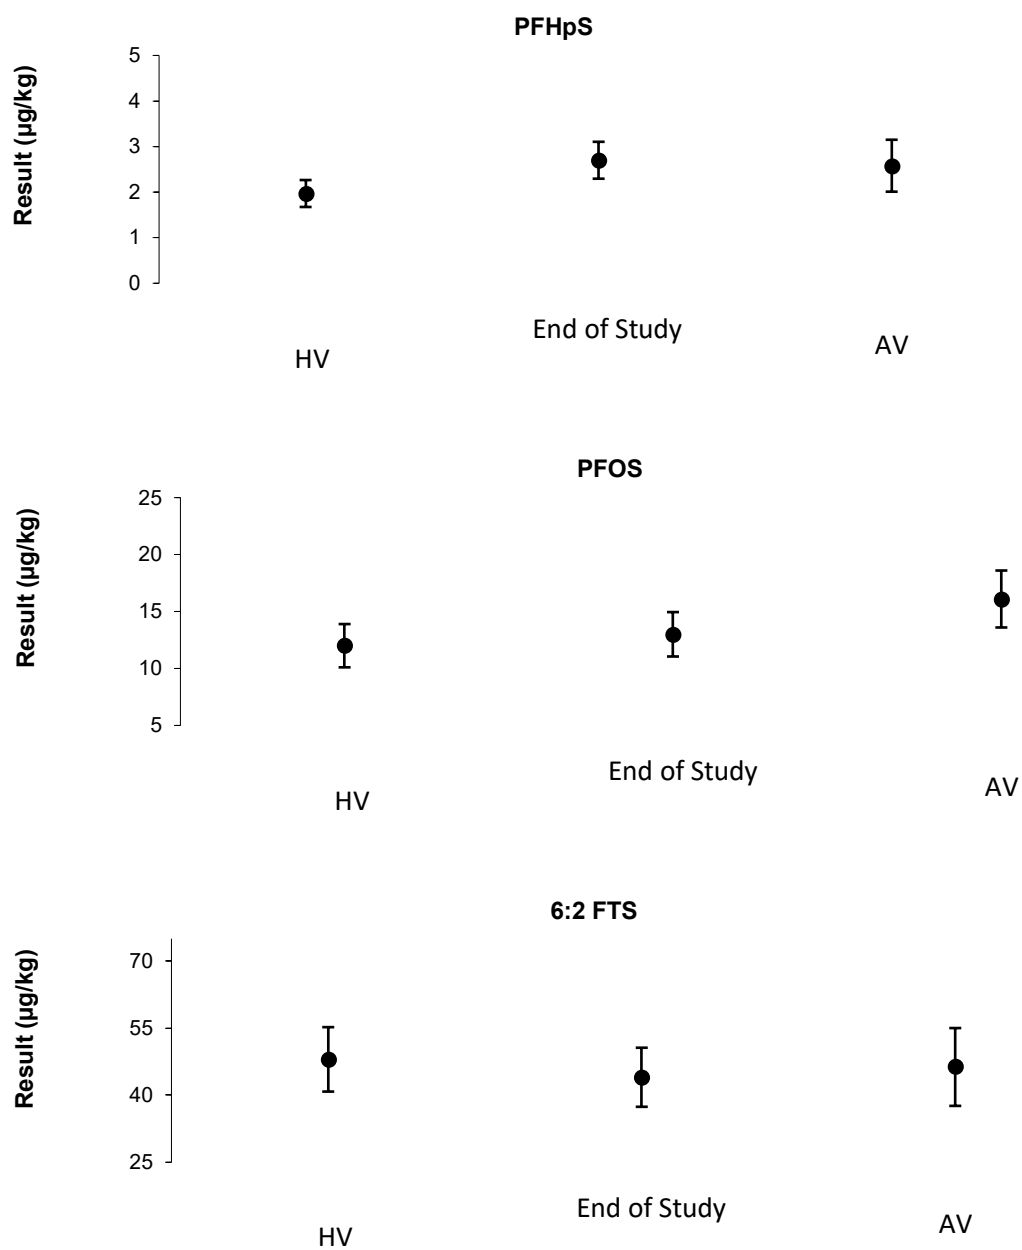 PFHpS
Result (µg/kg)
5
4
3
2
1
0
HV
End of Study
AV
PFOS
Result (µg/kg)
25
20
15
10
5
HV
End of Study
AV
6:2 FTS
Result (µg/kg)
70
55
40
25
HV
End of Study
AV